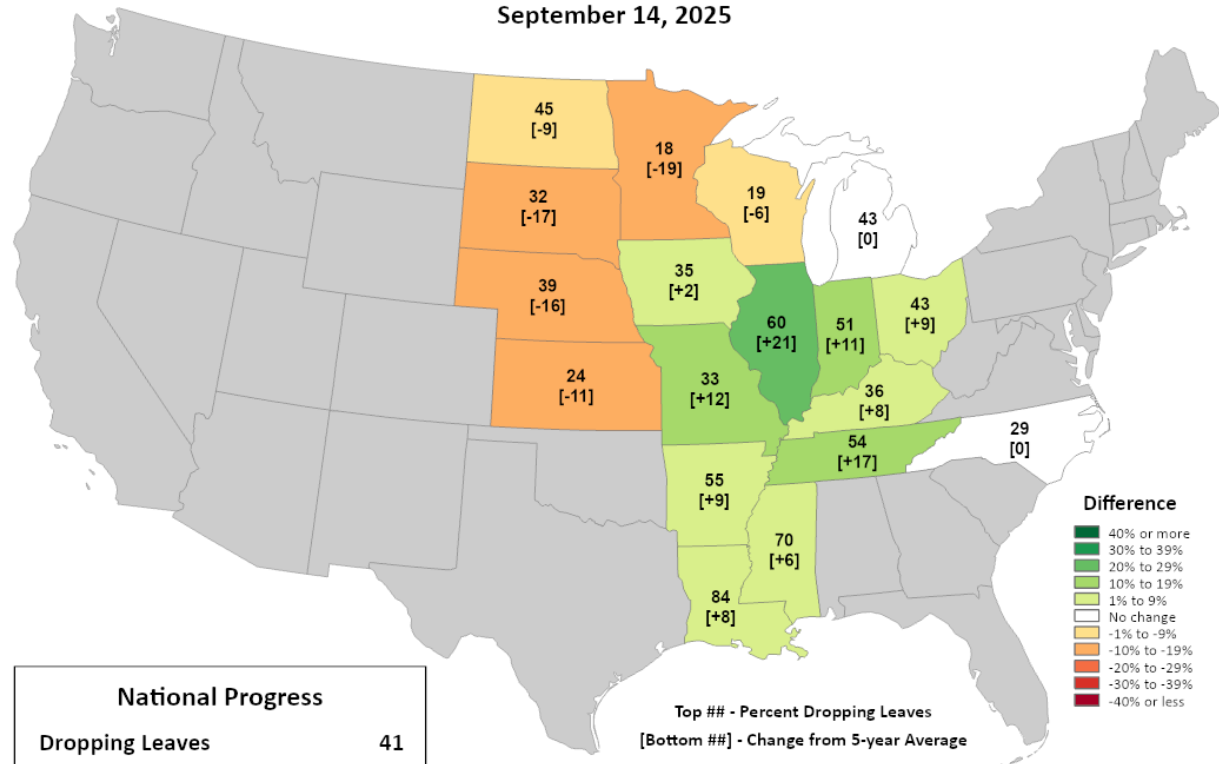 September 14, 2025
45
[-9]
18
[-19]
19
[-6]
43
[0]
32
[-17]
39
[-16]
35
[+2]
60
[+21]
51
[+11]
43
[+9]
24
[-11]
33
[+12]
36
[+8]
54
[+17]
29
[0]
55
[+9]
70
[+6]
84
[+8]
Difference
40% or more
30% to 39%
20% to 29%
10% to 19%
1% to 9%
No change
-1% to -9%
-10% to -19%
-20% to -29%
-30% to -39%
-40% or less
National Progress
Dropping Leaves 41
Top ## - Percent Dropping Leaves
[Bottom ##] - Change from 5-year Average